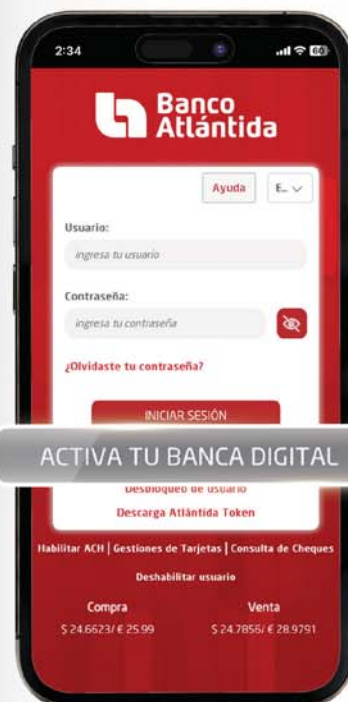 2:34
60
Banco
Atlántida
Ayuda
E...
Usuario:
ingresa tu usuario
Contraseña:
ingresa tu contraseña
¿Olvidaste tu contraseña?
INICIAR SESIÓN
ACTIVA TU BANCA DIGITAL
Desbloqueo de usuario
Descarga Atlántida Token
Habilitar ACH | Gestiones de Tarjetas | Consulta de Cheques
Deshabilitar usuario
Compra Venta
$ 24.6623/ € 25.99 $ 24.7856/ € 28.9791